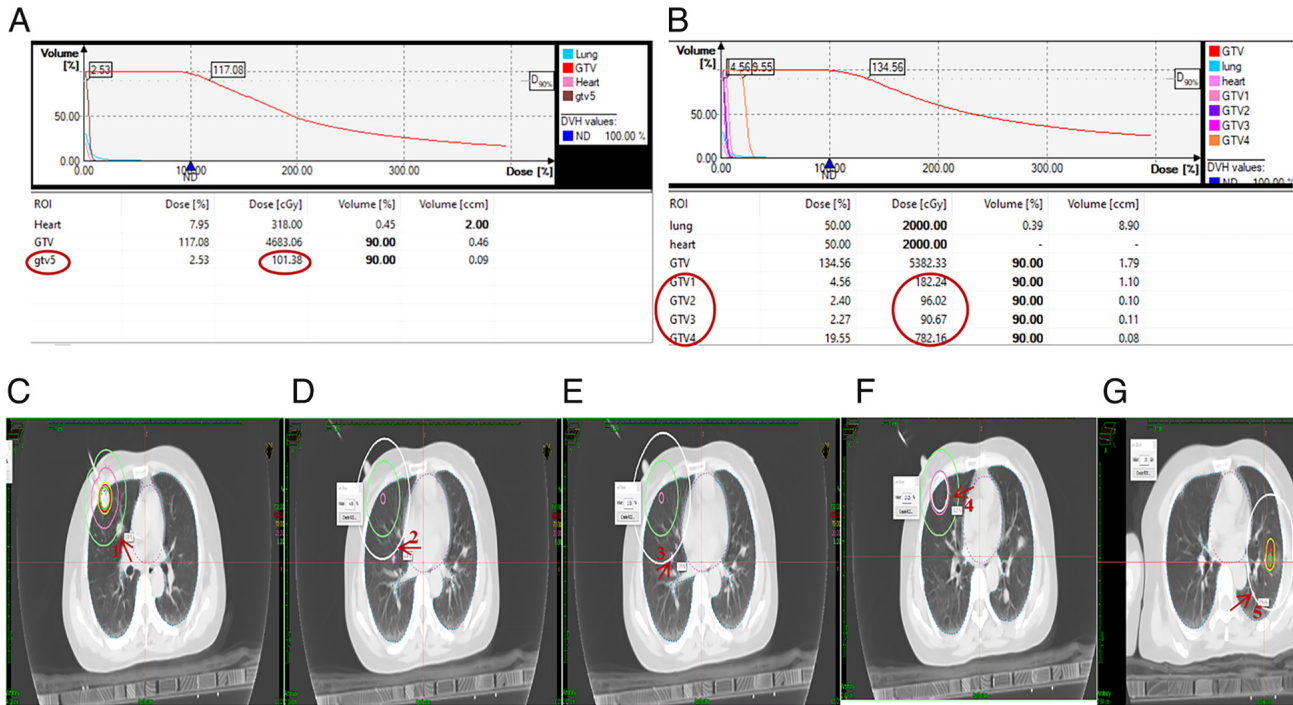 A
Volume [%]
2.53
117.08
D90%
50.00
0.00
0.00 100.00 200.00 300.00 Dose [%]
ND
Lung
GTV
Heart
gtv5
DVH values:
ND 100.00 %
ROI Dose [%] Dose [cGy] Volume [%] Volume [ccm]
Heart 7.95 318.00 0.45 2.00
GTV 117.08 4683.06 90.00 0.46
gtv5 2.53 101.38 90.00 0.09
B
Volume [%]
4.56 9.55
134.56
D90%
50.00
0.00
0.00 100.00 200.00 300.00 Dose [%]
ND
GTV
lung
heart
GTV1
GTV2
GTV3
GTV4
DVH values:
ND 100.00 %
ROI Dose [%] Dose [cGy] Volume [%] Volume [ccm]
lung 50.00 2000.00 0.39 8.90
heart 50.00 2000.00 - -
GTV 134.56 5382.33 90.00 1.79
GTV1 4.56 182.24 90.00 1.10
GTV2 2.40 96.02 90.00 0.10
GTV3 2.27 90.67 90.00 0.11
GTV4 19.55 782.16 90.00 0.08
C D E F G
1
2
3
4
5